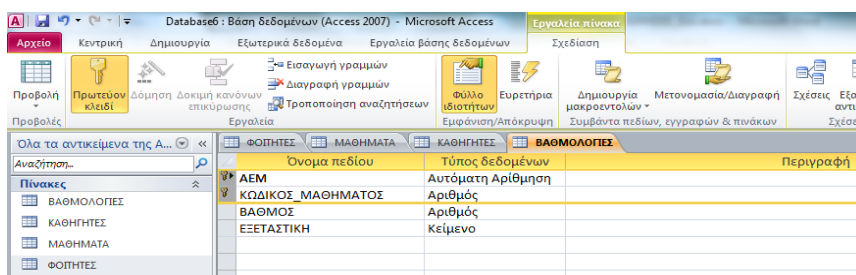 Database6 : Βάση δεδομένων (Access 2007) - Microsoft Access
Εργαλεία πίνακα
Αρχείο Κεντρική Δημιουργία Εξωτερικά δεδομένα Εργαλεία βάσης δεδομένων Σχεδίαση
Προβολή
Πρωτεύον κλειδί
Δόμηση
Δοκιμή κανόνων επικύρωσης
Εισαγωγή γραμμών
Διαγραφή γραμμών
Τροποποίηση αναζητήσεων
Φύλλο ιδιοτήτων
Ευρετήρια
Δημιουργία μακροεντολών
Μετονομασία/Διαγραφή
Σχέσεις
Προβολές Εργαλεία Εμφάνιση/Απόκρυψη Συμβάντα πεδίων, εγγραφών & πινάκων
Όλα τα αντικείμενα της Α...
Αναζήτηση...
Πίνακες
ΒΑΘΜΟΛΟΓΙΕΣ
ΚΑΘΗΓΗΤΕΣ
ΜΑΘΗΜΑΤΑ
ΦΟΙΤΗΤΕΣ
ΦΟΙΤΗΤΕΣ ΜΑΘΗΜΑΤΑ ΚΑΘΗΓΗΤΕΣ ΒΑΘΜΟΛΟΓΙΕΣ
Όνομα πεδίου Τύπος δεδομένων Περιγραφή
ΑΕΜ Αυτόματη Αρίθμηση
ΚΩΔΙΚΟΣ_ΜΑΘΗΜΑΤΟΣ Αριθμός
ΒΑΘΜΟΣ Αριθμός
ΕΞΕΤΑΣΤΙΚΗ Κείμενο